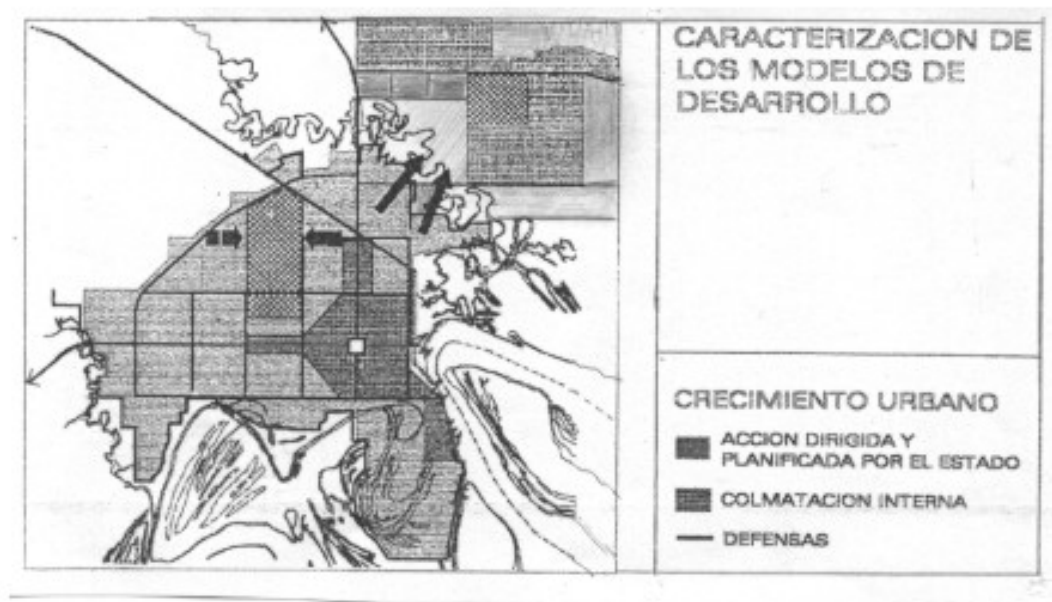 CARACTERIZACION DE
LOS MODELOS DE
DESARROLLO
CRECIMIENTO URBANO
ACCION DIRIGIDA Y
PLANIFICADA POR EL ESTADO
COLMATACION INTERNA
DEFENSAS